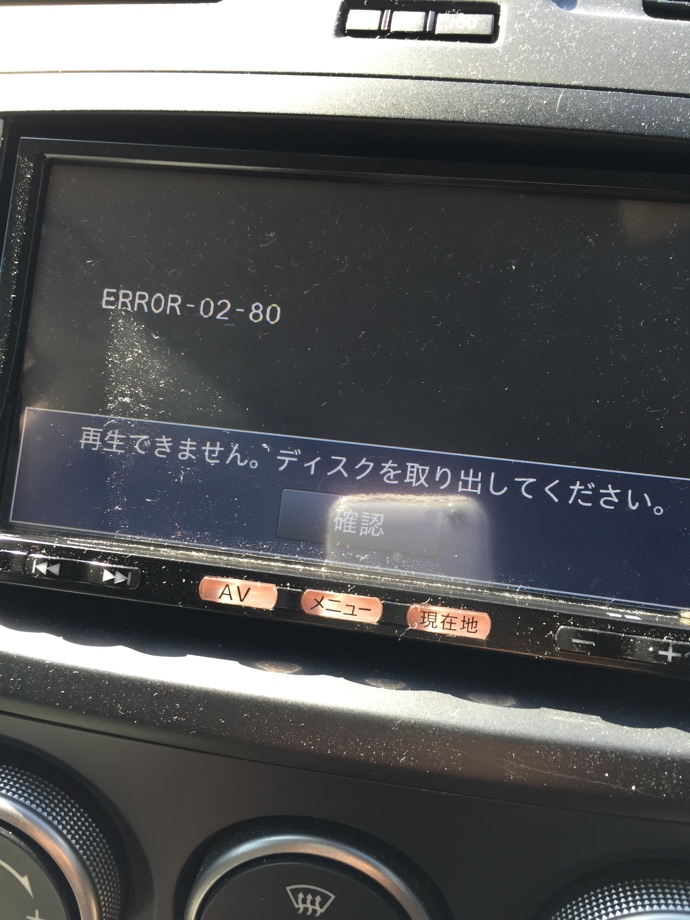 ERROR-02-80
再生できません。ディスクを取り出してください。
確認
AV
メニュー
現在地
− +